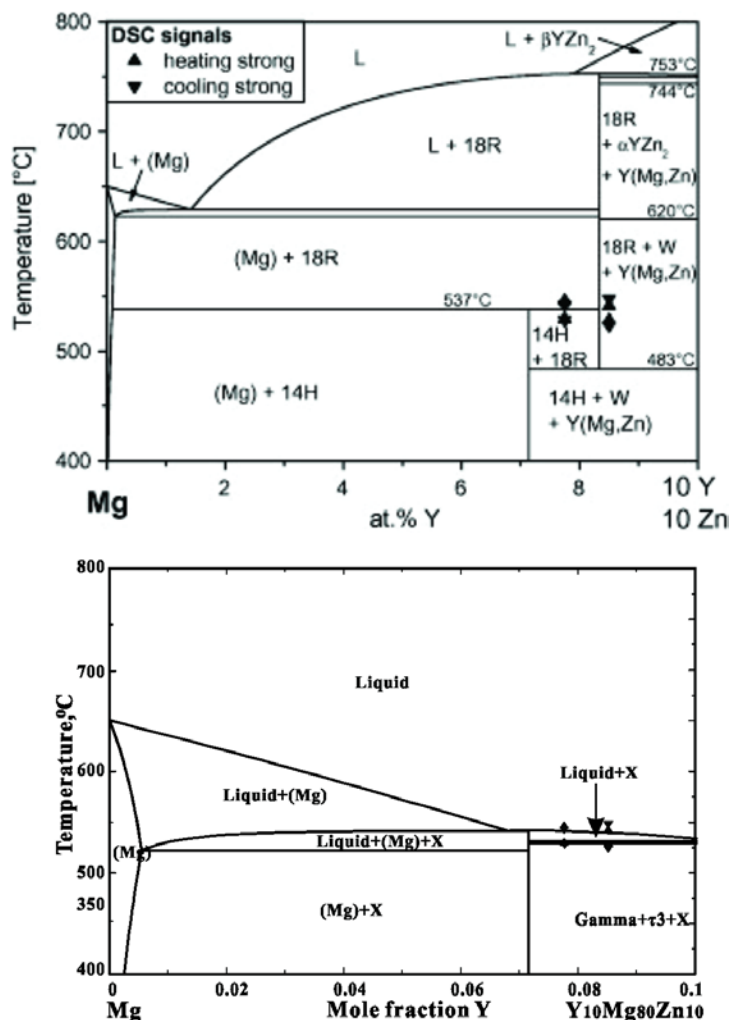 800
700
600
500
400
Temperature [°C]
DSC signals
heating strong
cooling strong
L
L + βYZn2
753°C
744°C
L + (Mg)
L + 18R
18R
+ αYZn2
+ Y(Mg,Zn)
620°C
(Mg) + 18R
18R + W
+ Y(Mg,Zn)
537°C
14H
+ 18R
483°C
(Mg) + 14H
14H + W
+ Y(Mg,Zn)
Mg
2
4
6
8
10 Y
10 Zn
at.% Y
800
700
600
500
350
400
Temperature,ºC
Liquid
Liquid+X
Liquid+(Mg)
(Mg)
Liquid+(Mg)+X
(Mg)+X
Gamma+τ3+X
0
0.02
0.04
0.06
0.08
0.1
Mg
Mole fraction Y
Y10Mg80Zn10